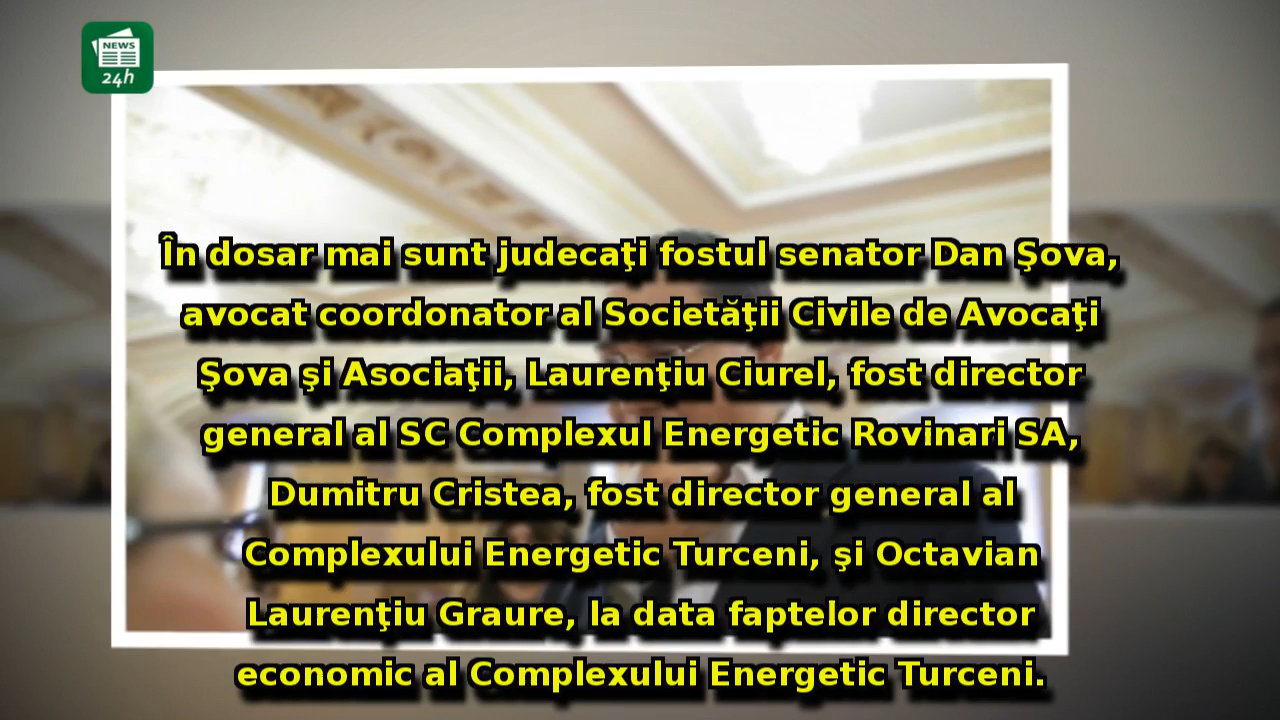 NEWS
24h
În dosar mai sunt judecaţi fostul senator Dan Şova,
avocat coordonator al Societăţii Civile de Avocaţi
Şova şi Asociaţii, Laurenţiu Ciurel, fost director
general al SC Complexul Energetic Rovinari SA,
Dumitru Cristea, fost director general al
Complexului Energetic Turceni, şi Octavian
Laurenţiu Graure, la data faptelor director
economic al Complexului Energetic Turceni.